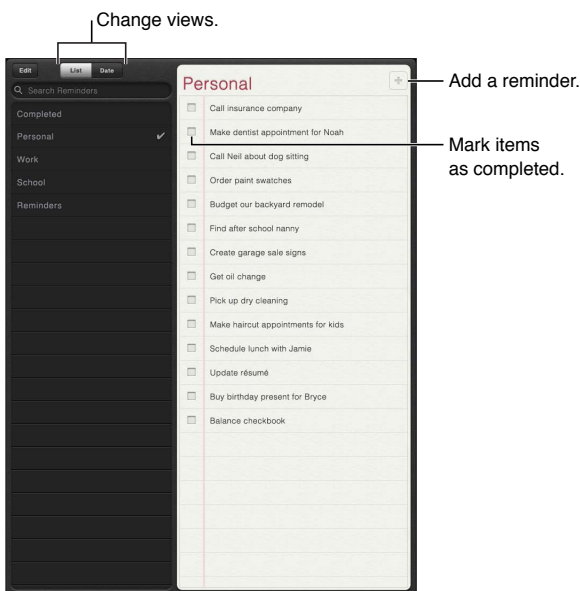 Change views.
Edit
List
Date
Search Reminders
Completed
Personal
Work
School
Reminders
Personal
Call insurance company
Make dentist appointment for Noah
Call Neil about dog sitting
Order paint swatches
Budget our backyard remodel
Find after school nanny
Create garage sale signs
Get oil change
Pick up dry cleaning
Make haircut appointments for kids
Schedule lunch with Jamie
Update résumé
Buy birthday present for Bryce
Balance checkbook
Add a reminder.
Mark items
as completed.